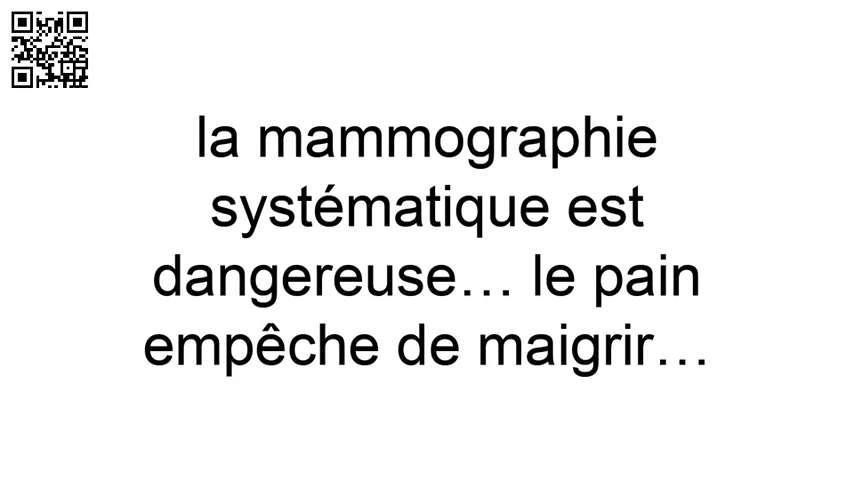 la mammographie
systématique est
dangereuse… le pain
empêche de maigrir…